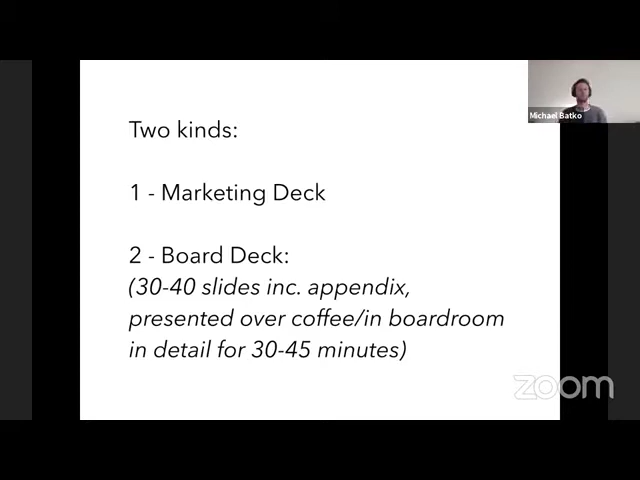 Two kinds:
1 - Marketing Deck
2 - Board Deck:
(30-40 slides inc. appendix,
presented over coffee/in boardroom
in detail for 30-45 minutes)
Michael Batko
zoom